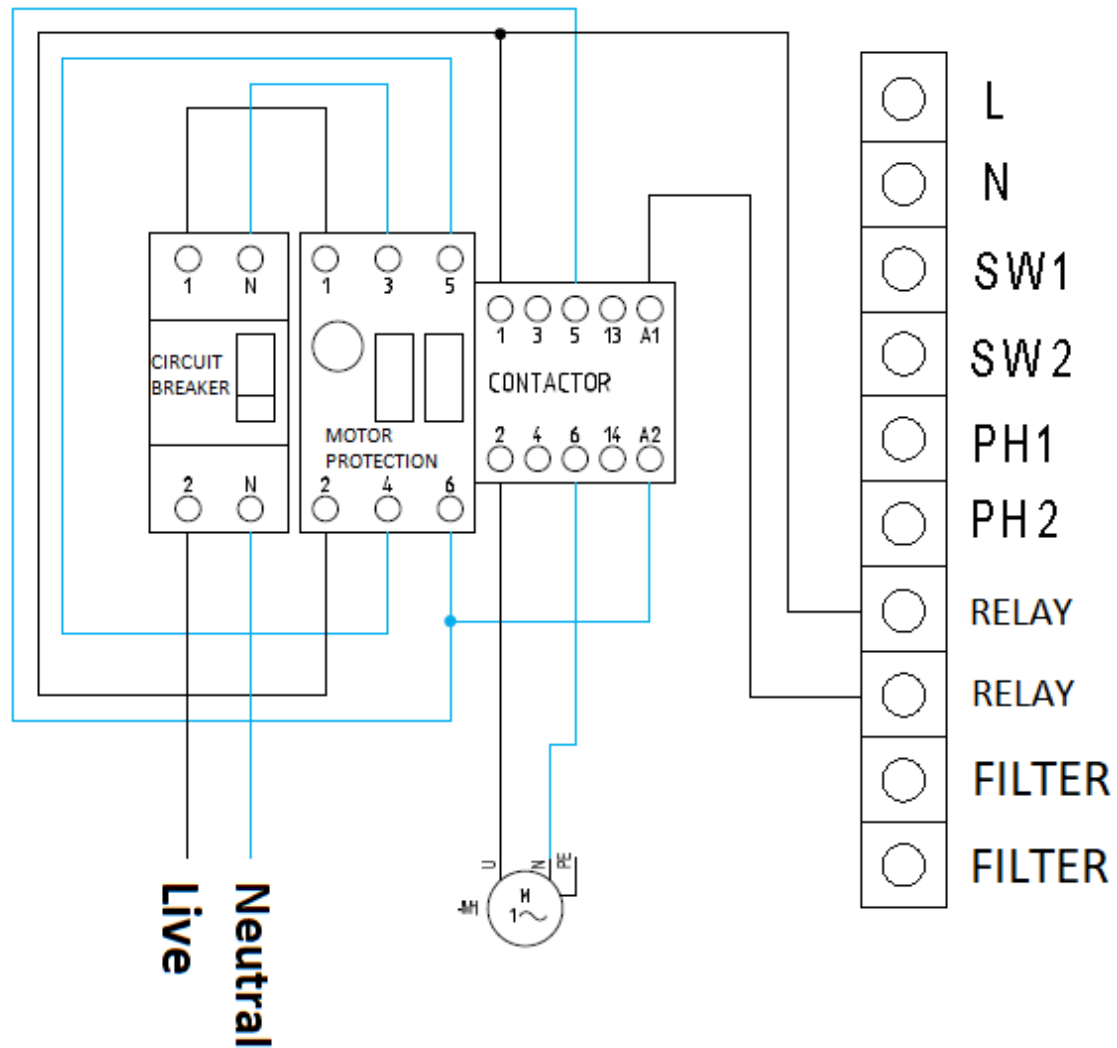 L
N
SW1
SW2
PH1
PH2
RELAY
RELAY
FILTER
FILTER
1 N
CIRCUIT
BREAKER
2 N
1 3 5
MOTOR
PROTECTION
2 4 6
1 3 5 13 A1
CONTACTOR
2 4 6 14 A2
U N PE
M
1~
Live
Neutral